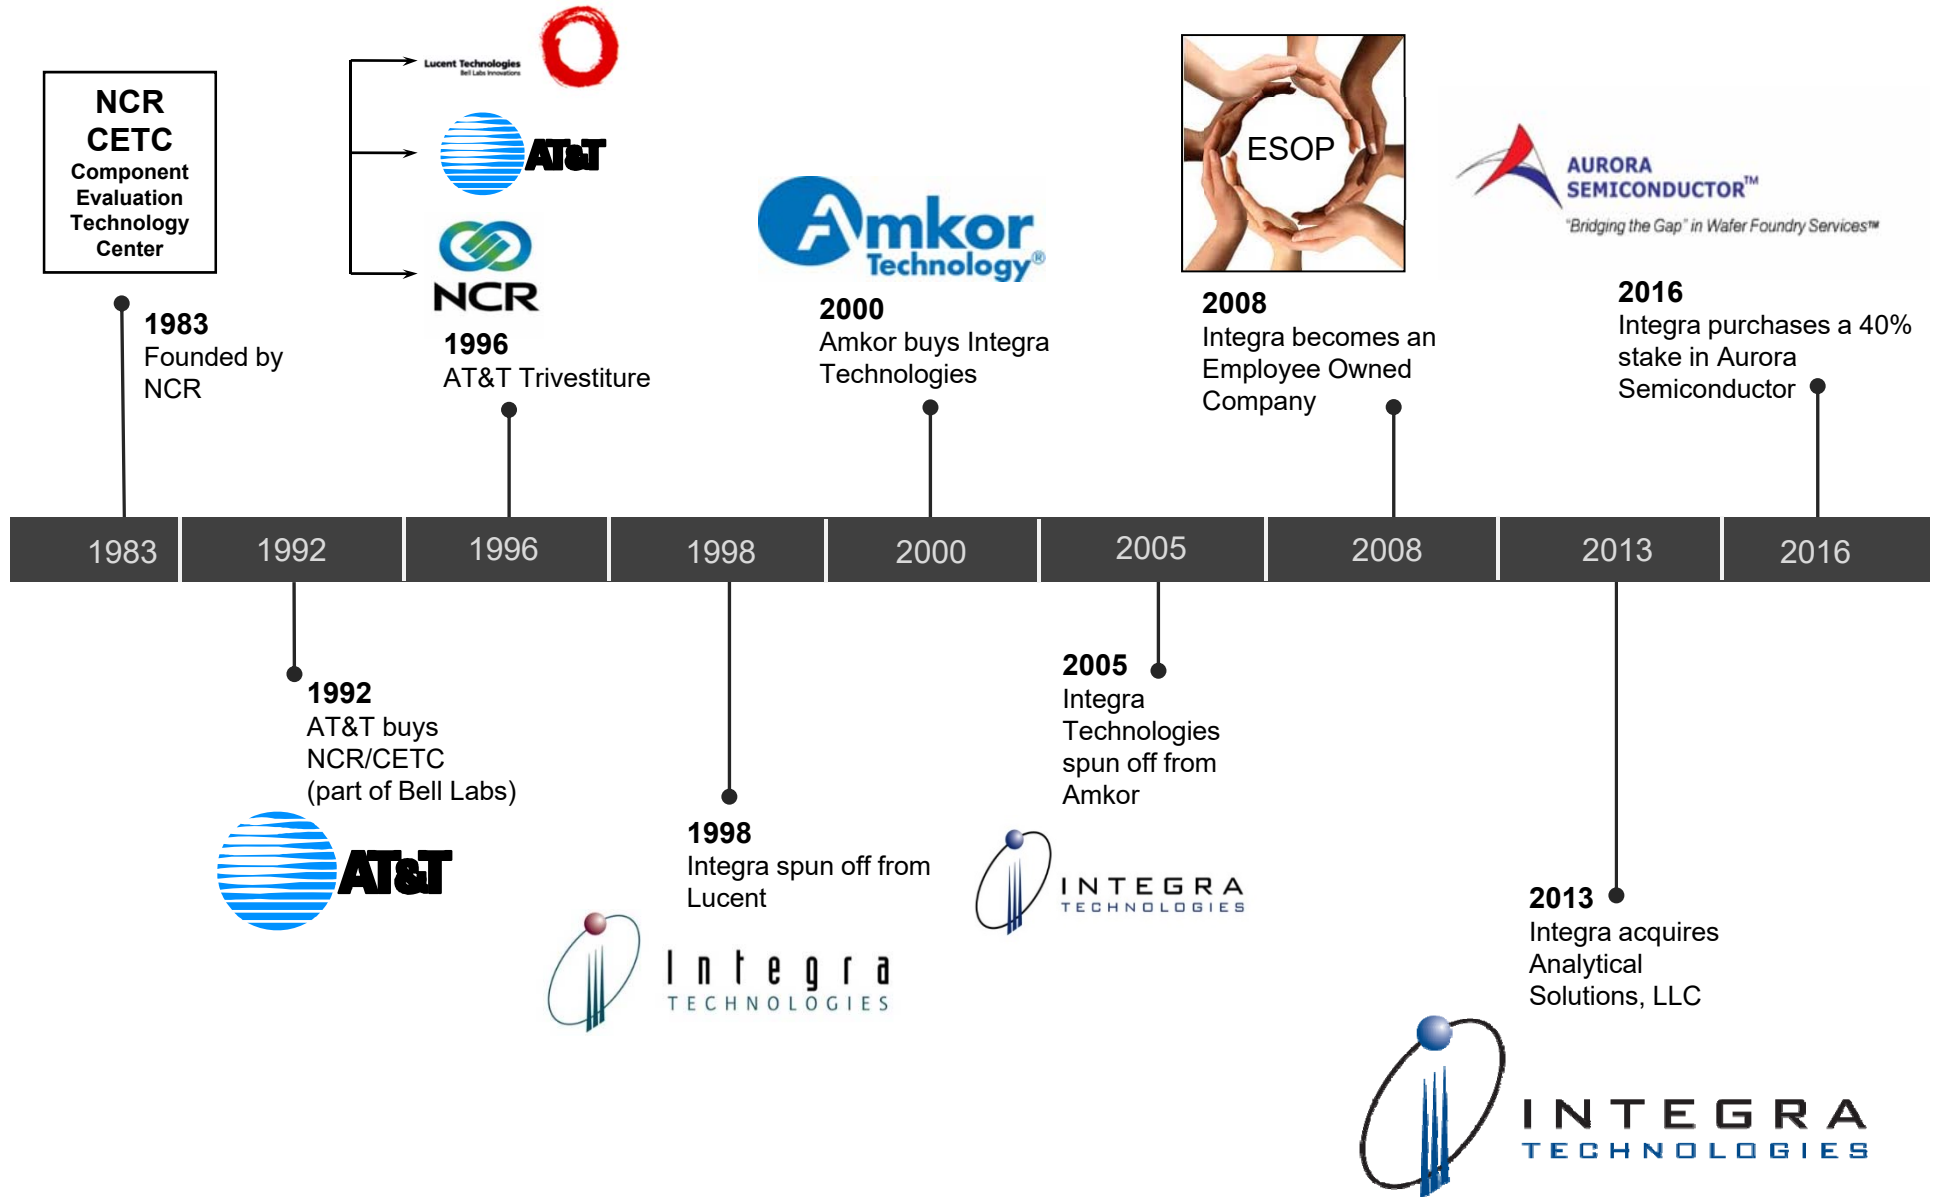 NCR
CETC
Component
Evaluation
Technology
Center
1983
Founded by
NCR
Lucent Technologies
Bell Labs Innovations
AT&T
NCR
1996
AT&T Trivestiture
Amkor
Technology®
2000
Amkor buys Integra
Technologies
ESOP
2008
Integra becomes an
Employee Owned
Company
AURORA
SEMICONDUCTOR™
"Bridging the Gap" in Wafer Foundry Services™
2016
Integra purchases a 40%
stake in Aurora
Semiconductor
1983
1992
1996
1998
2000
2005
2008
2013
2016
1992
AT&T buys
NCR/CETC
(part of Bell Labs)
AT&T
1998
Integra spun off from
Lucent
Integra
TECHNOLOGIES
2005
Integra
Technologies
spun off from
Amkor
INTEGRA
TECHNOLOGIES
2013
Integra acquires
Analytical
Solutions, LLC
INTEGRA
TECHNOLOGIES